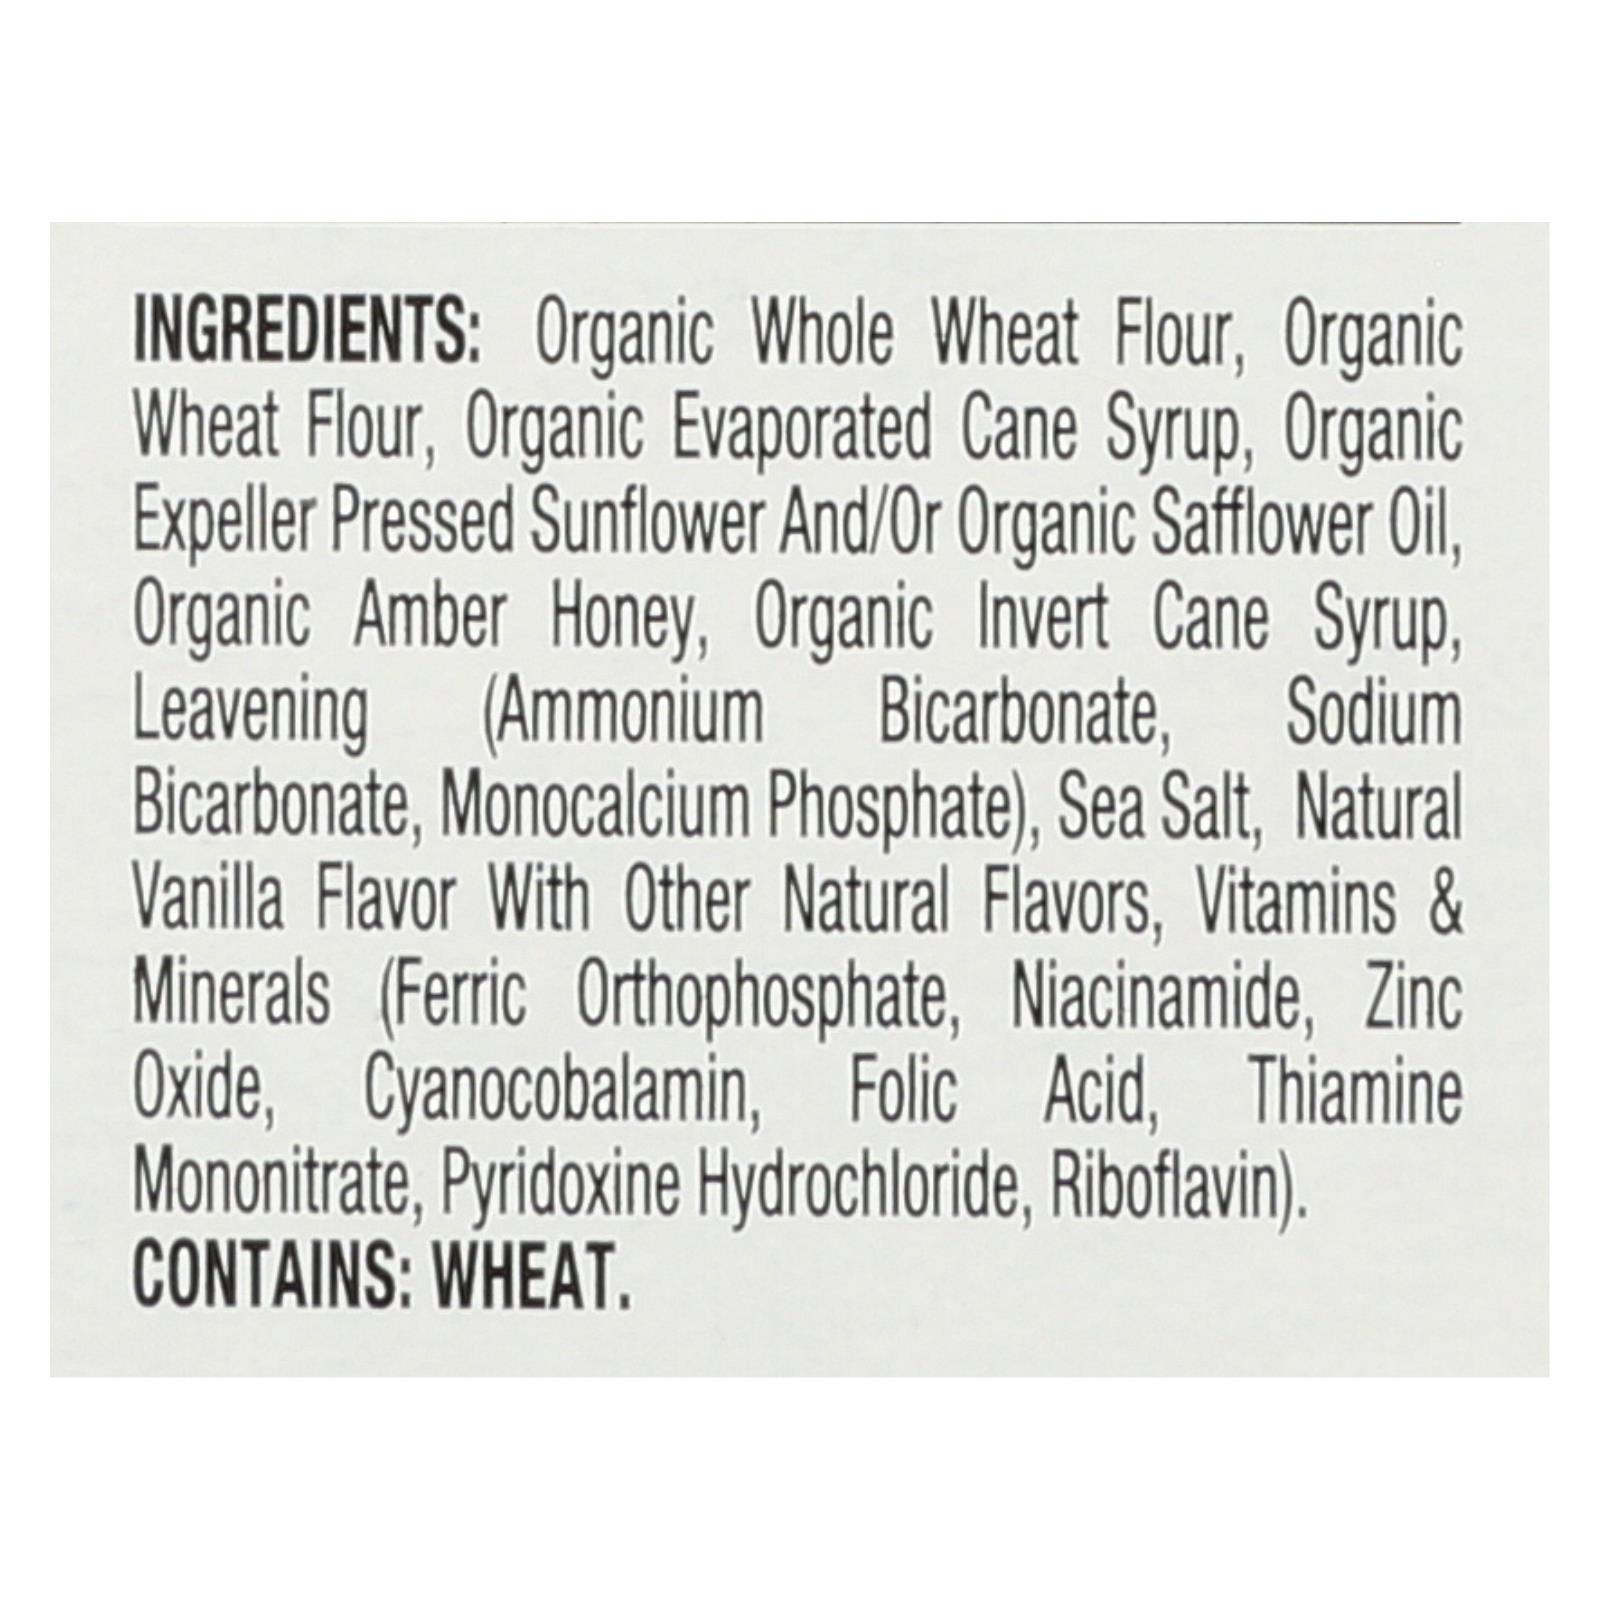 INGREDIENTS: Organic Whole Wheat Flour, Organic
Wheat Flour, Organic Evaporated Cane Syrup, Organic
Expeller Pressed Sunflower And/Or Organic Safflower Oil,
Organic Amber Honey, Organic Invert Cane Syrup,
Leavening (Ammonium Bicarbonate, Sodium
Bicarbonate, Monocalcium Phosphate), Sea Salt, Natural
Vanilla Flavor With Other Natural Flavors, Vitamins &
Minerals (Ferric Orthophosphate, Niacinamide, Zinc
Oxide, Cyanocobalamin, Folic Acid, Thiamine
Mononitrate, Pyridoxine Hydrochloride, Riboflavin).
CONTAINS: WHEAT.